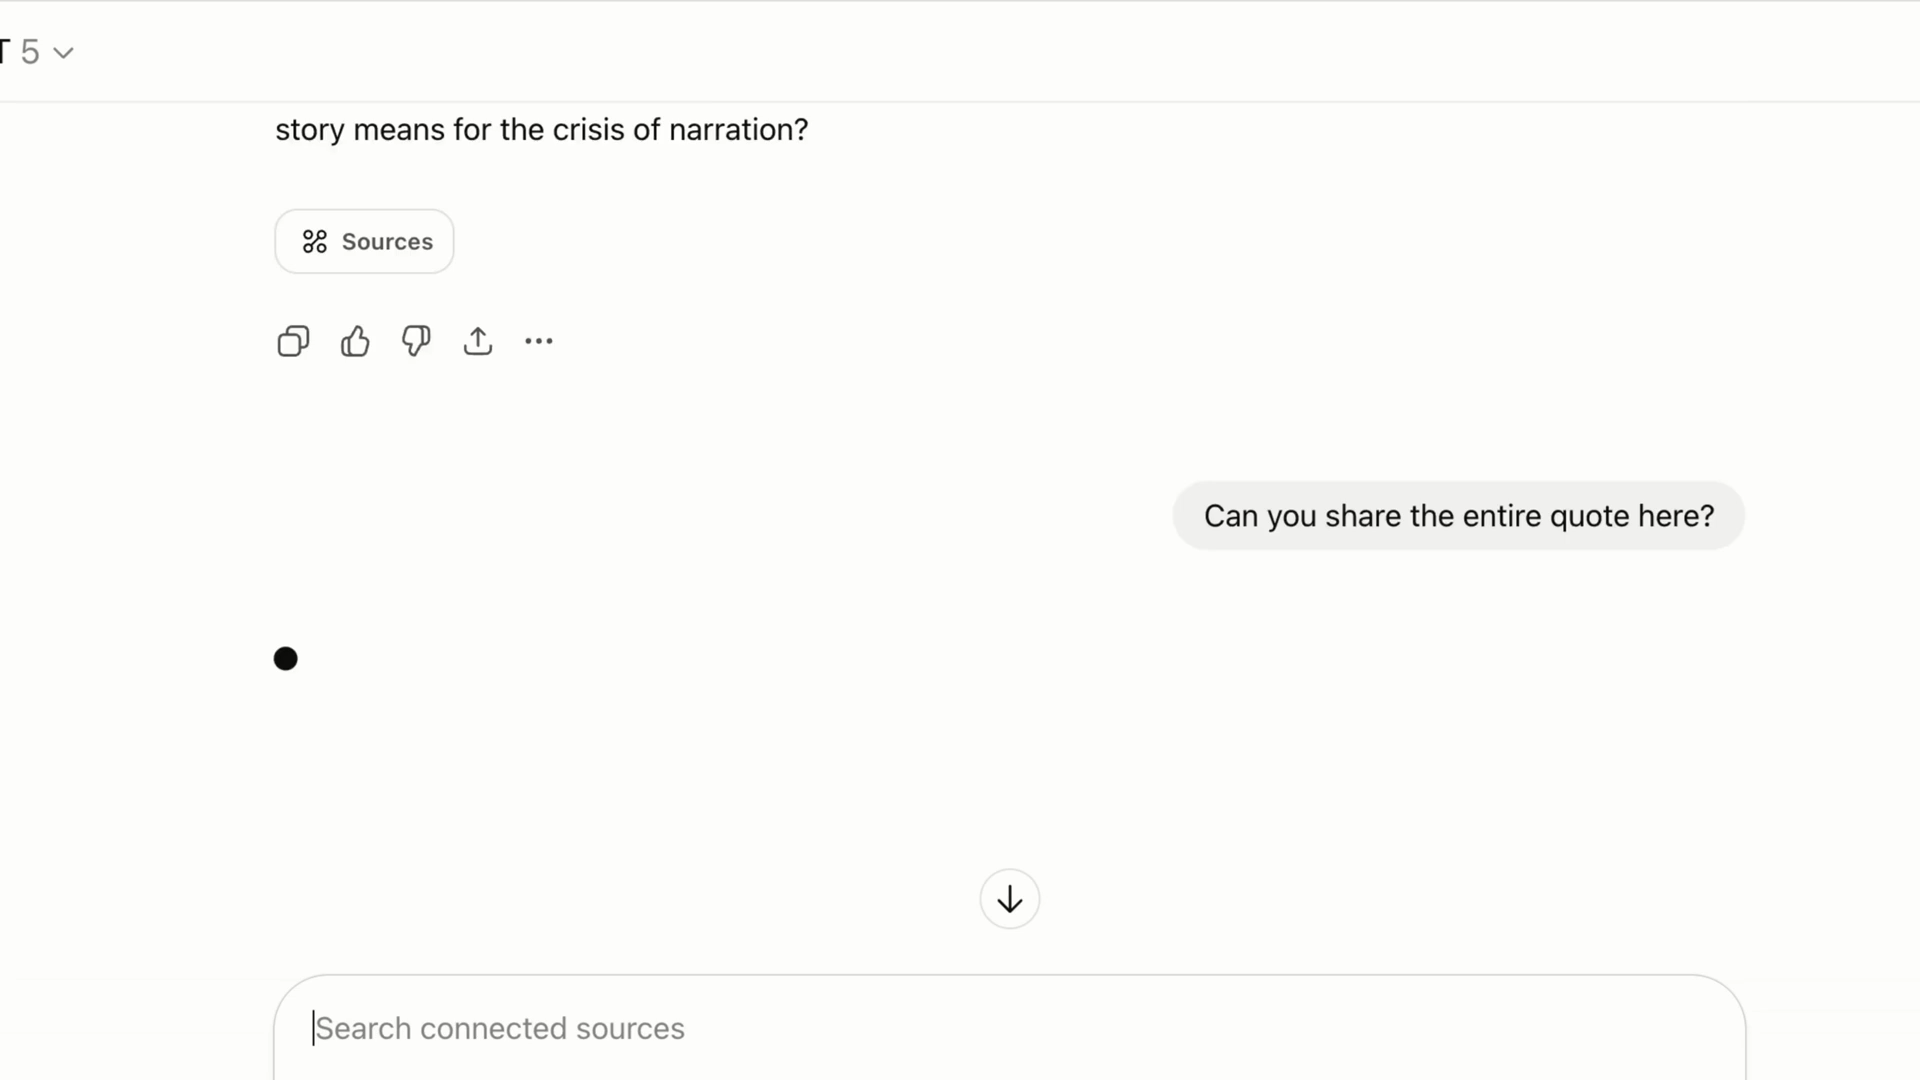 T 5
story means for the crisis of narration?
Sources
Can you share the entire quote here?
Search connected sources